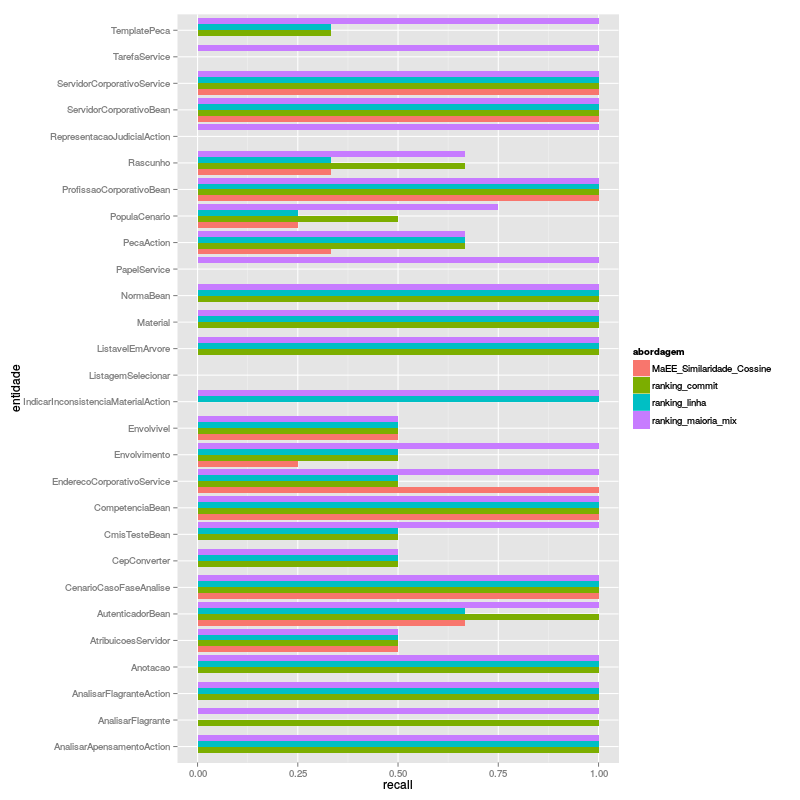 TemplatePeca
TarefaService
ServidorCorporativoService
ServidorCorporativoBean
RepresentacaoJudicialAction
Rascunho
ProfissaoCorporativoBean
PopulaCenario
PecaAction
PapelService
NormaBean
Material
ListavelEmArvore
ListagemSelecionar
IndicarInconsistenciaMaterialAction
Envolvivel
Envolvimento
EnderecoCorporativoService
CompetenciaBean
CmisTesteBean
CepConverter
CenarioCasoFaseAnalise
AutenticadorBean
AtribuicoesServidor
Anotacao
AnalisarFlagranteAction
AnalisarFlagrante
AnalisarApensamentoAction
entidade
0.00 0.25 0.50 0.75 1.00
recall
abordagem
MaEE_Similaridade_Cossine
ranking_commit
ranking_linha
ranking_maioria_mix